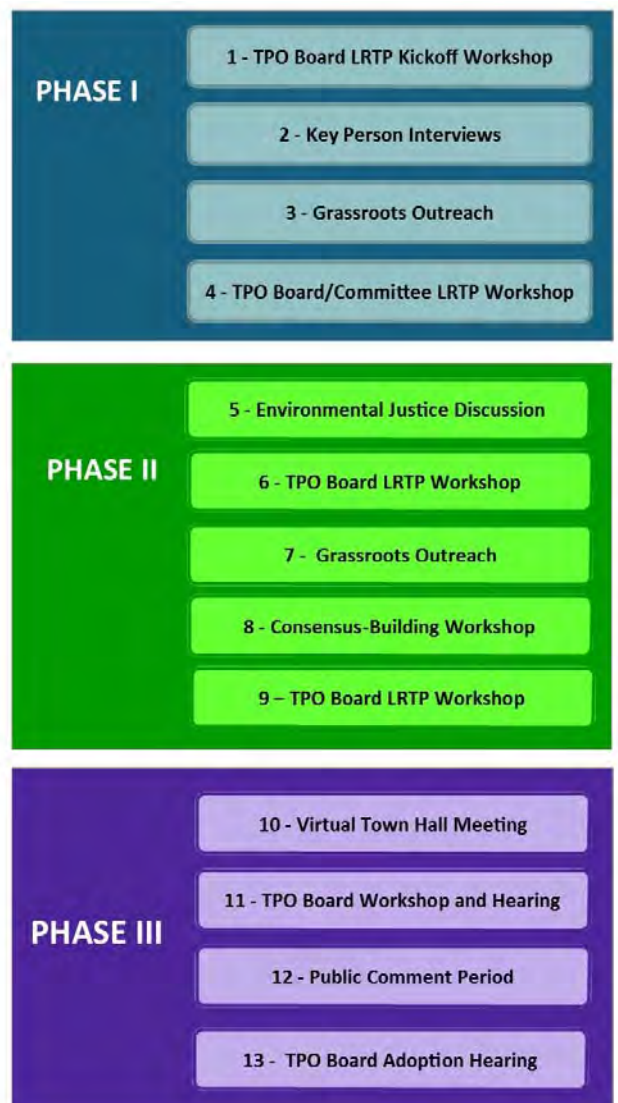 PHASE I
1 - TPO Board LRTP Kickoff Workshop
2 - Key Person Interviews
3 - Grassroots Outreach
4 - TPO Board/Committee LRTP Workshop
PHASE II
5 - Environmental Justice Discussion
6 - TPO Board LRTP Workshop
7 - Grassroots Outreach
8 - Consensus-Building Workshop
9 – TPO Board LRTP Workshop
PHASE III
10 - Virtual Town Hall Meeting
11 - TPO Board Workshop and Hearing
12 - Public Comment Period
13 - TPO Board Adoption Hearing